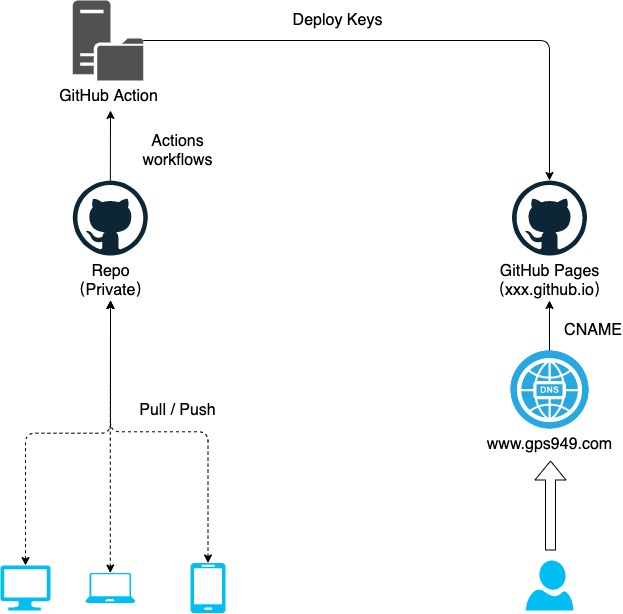 Deploy Keys
GitHub Action
Actions
workflows
Repo
(Private)
GitHub Pages
(xxx.github.io)
CNAME
DNS
Pull / Push
www.gps949.com